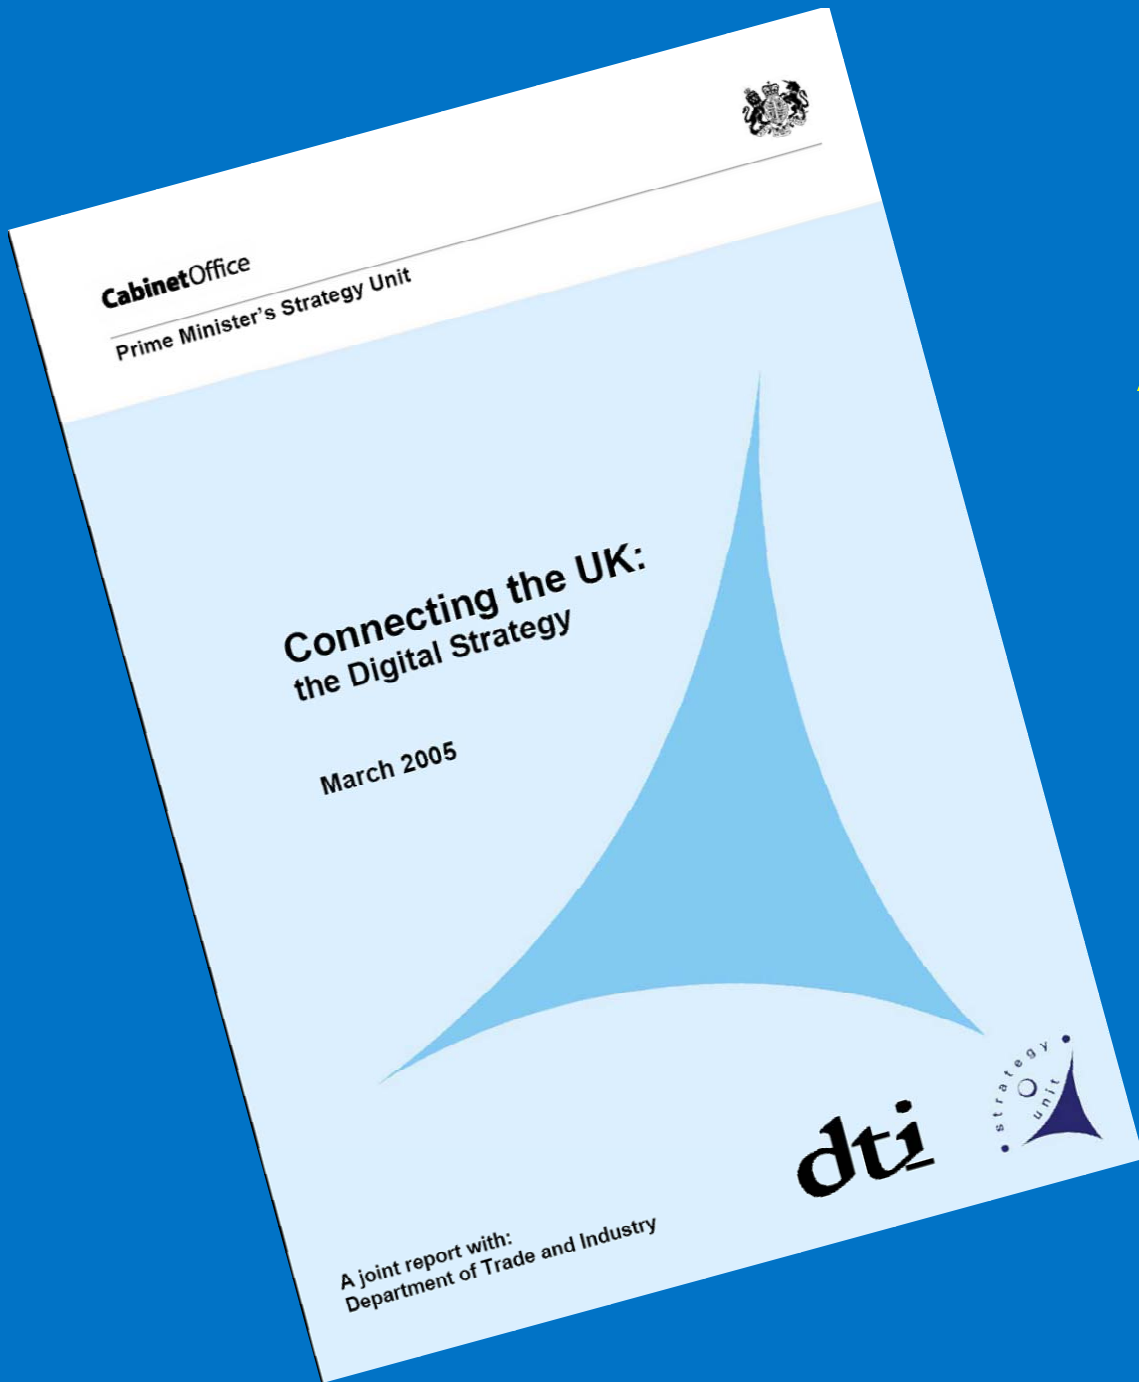 CabinetOffice
Prime Minister's Strategy Unit
Connecting the UK:
the Digital Strategy
March 2005
strategy
unit
dti
A joint report with:
Department of Trade and Industry